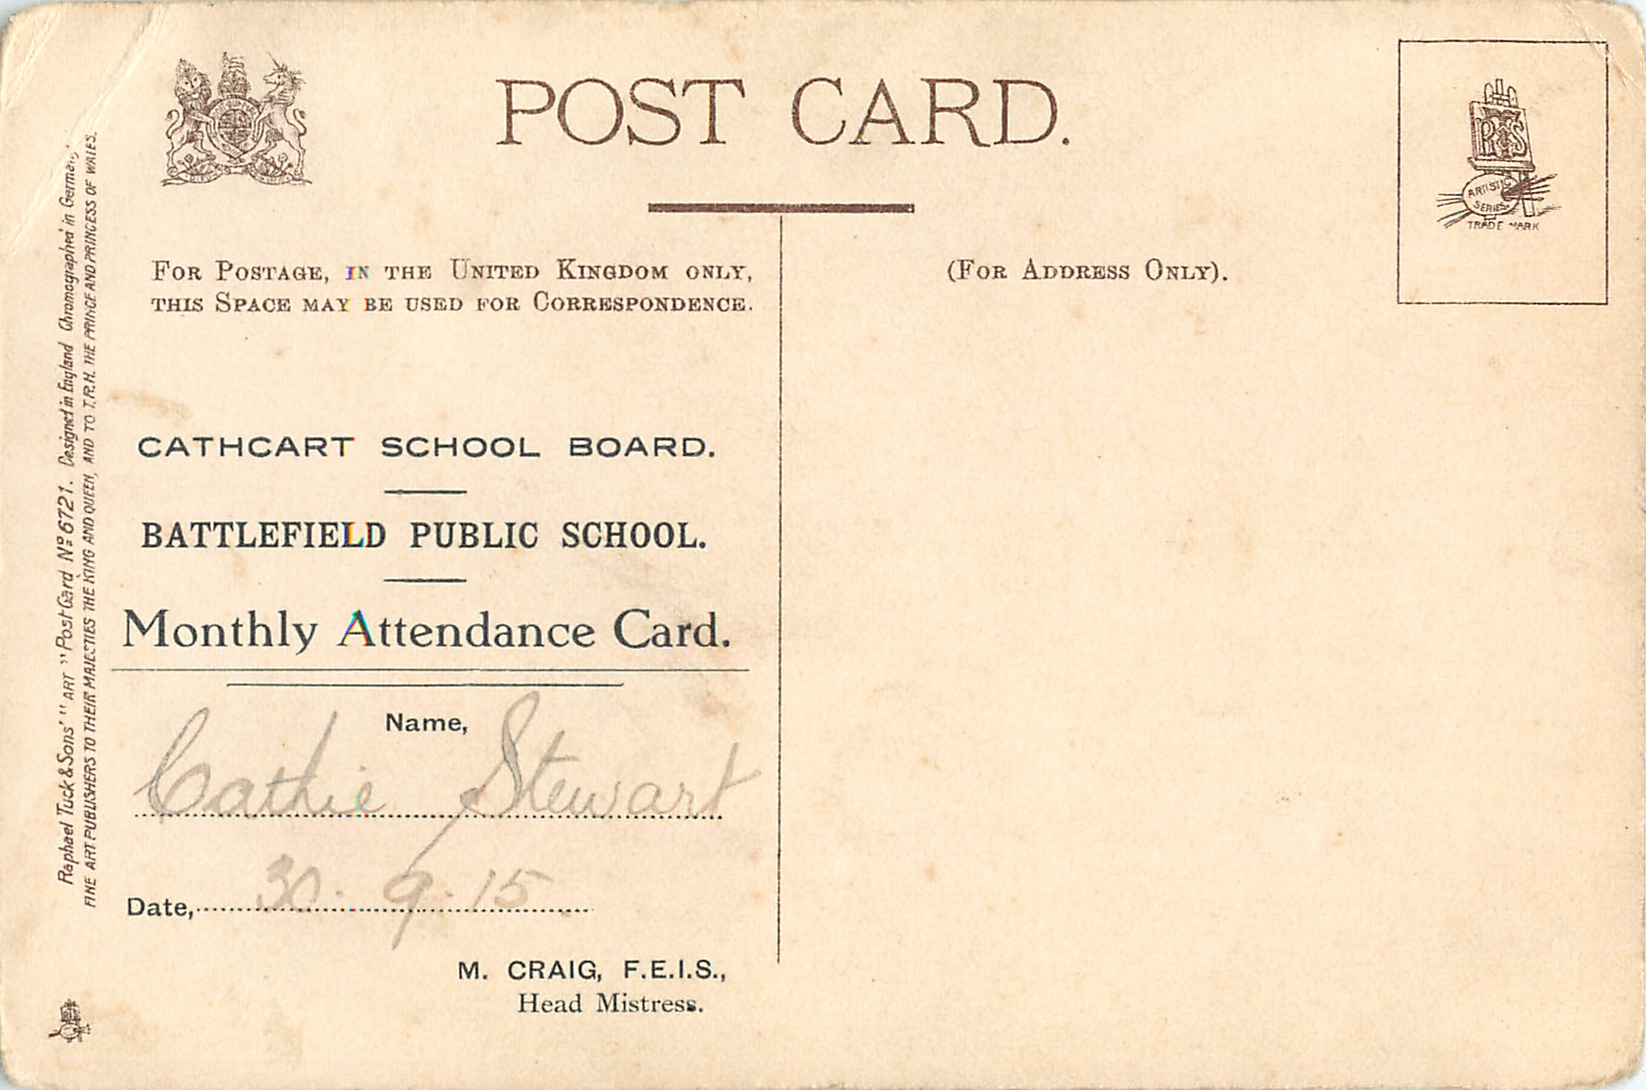 POST CARD.
RTS
ARTISTIC
SERIES
TRADE MARK
FOR POSTAGE, IN THE UNITED KINGDOM ONLY,
THIS SPACE MAY BE USED FOR CORRESPONDENCE.
(FOR ADDRESS ONLY).
CATHCART SCHOOL BOARD.
BATTLEFIELD PUBLIC SCHOOL.
Monthly Attendance Card.
Name,
Cathie Stewart
Date, 30. 9. 15
M. CRAIG, F.E.I.S.,
Head Mistress.
Raphael Tuck & Sons' "ART" Post Card Nº 6721. Designed in England Chromographed in Germany
FINE ART PUBLISHERS TO THEIR MAJESTIES THE KING AND QUEEN, AND TO T.R.H. THE PRINCE AND PRINCESS OF WALES.